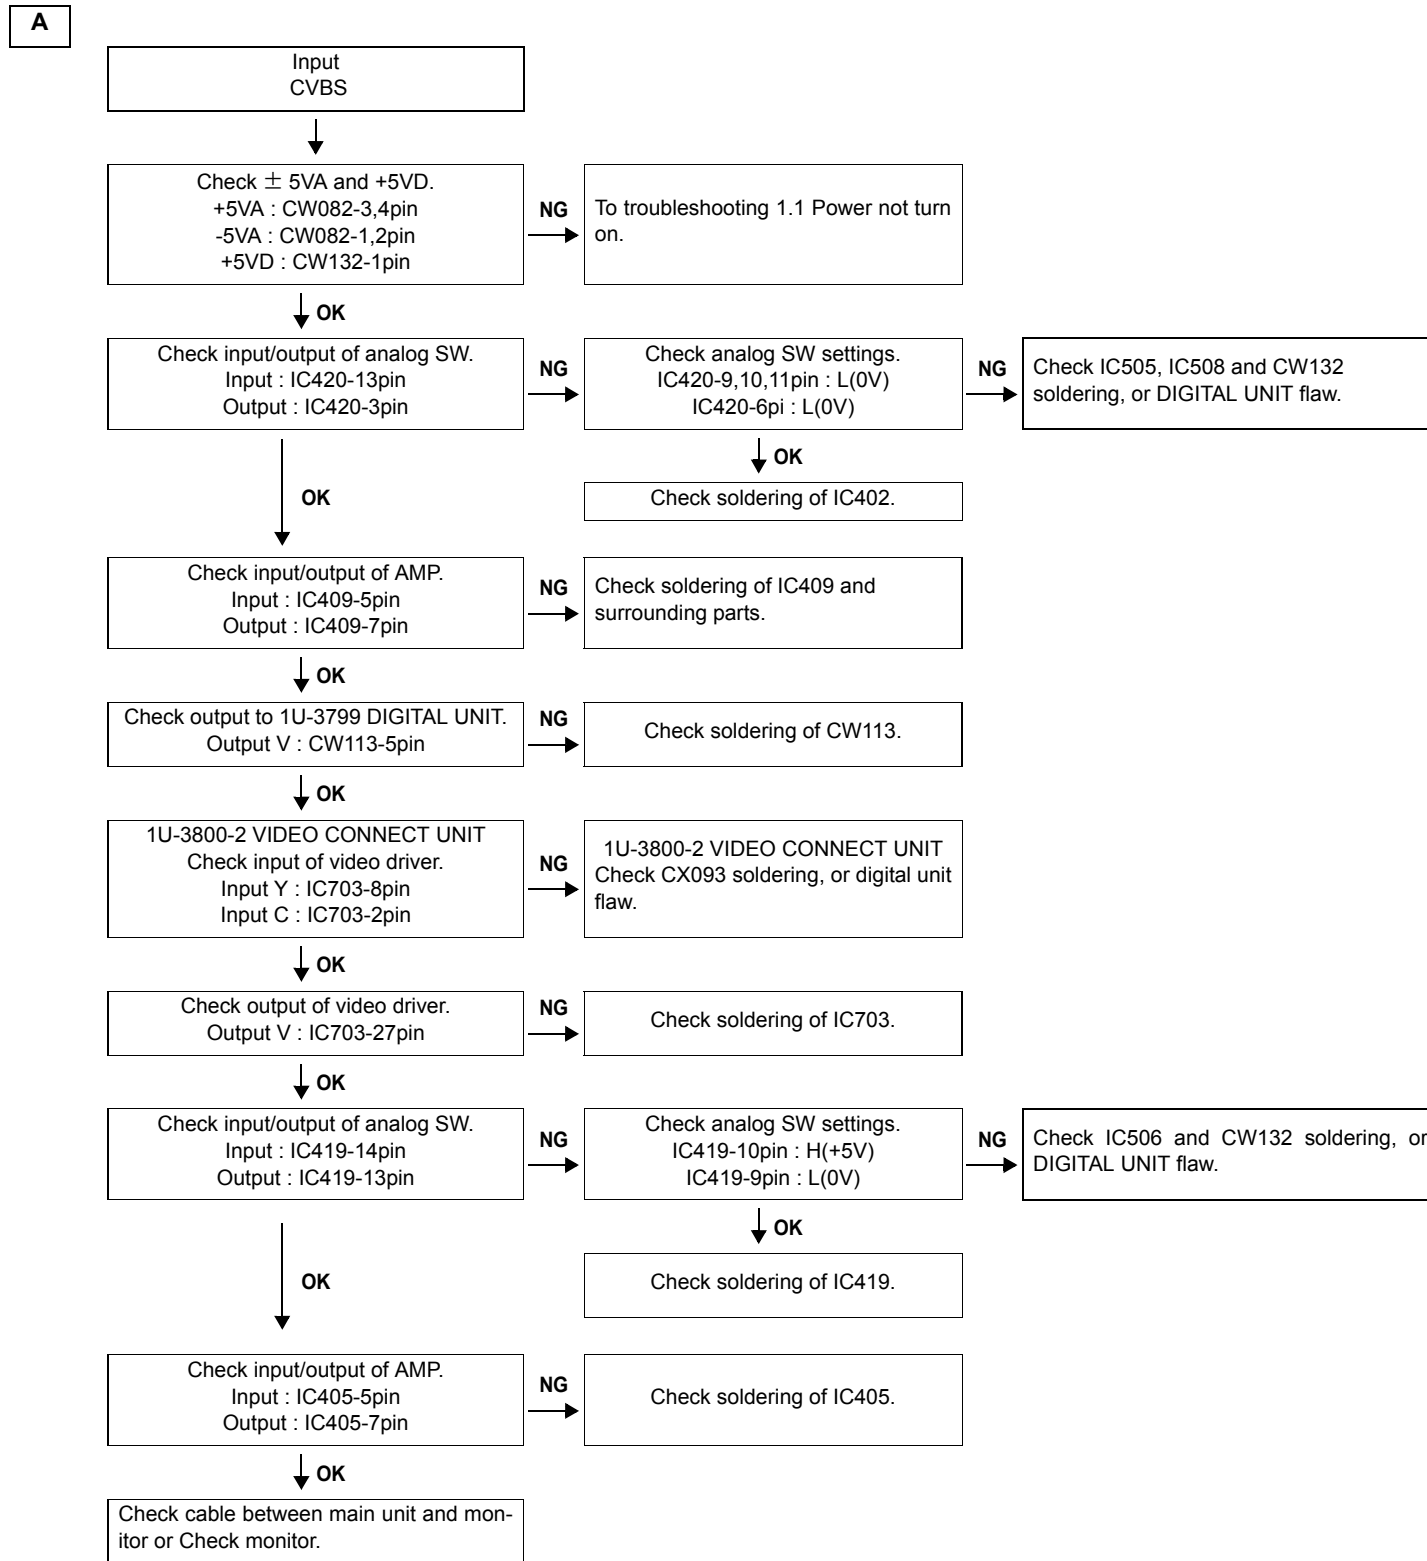 A
Input
CVBS
Check ± 5VA and +5VD.
+5VA : CW082-3,4pin
-5VA : CW082-1,2pin
+5VD : CW132-1pin
NG
To troubleshooting 1.1 Power not turn
on.
OK
Check input/output of analog SW.
Input : IC420-13pin
Output : IC420-3pin
NG
Check analog SW settings.
IC420-9,10,11pin : L(0V)
IC420-6pi : L(0V)
NG
Check IC505, IC508 and CW132
soldering, or DIGITAL UNIT flaw.
OK
Check soldering of IC402.
OK
Check input/output of AMP.
Input : IC409-5pin
Output : IC409-7pin
NG
Check soldering of IC409 and
surrounding parts.
OK
Check output to 1U-3799 DIGITAL UNIT.
Output V : CW113-5pin
NG
Check soldering of CW113.
OK
1U-3800-2 VIDEO CONNECT UNIT
Check input of video driver.
Input Y : IC703-8pin
Input C : IC703-2pin
NG
1U-3800-2 VIDEO CONNECT UNIT
Check CX093 soldering, or digital unit
flaw.
OK
Check output of video driver.
Output V : IC703-27pin
NG
Check soldering of IC703.
OK
Check input/output of analog SW.
Input : IC419-14pin
Output : IC419-13pin
NG
Check analog SW settings.
IC419-10pin : H(+5V)
IC419-9pin : L(0V)
NG
Check IC506 and CW132 soldering, or
DIGITAL UNIT flaw.
OK
Check soldering of IC419.
OK
Check input/output of AMP.
Input : IC405-5pin
Output : IC405-7pin
NG
Check soldering of IC405.
OK
Check cable between main unit and mon-
itor or Check monitor.